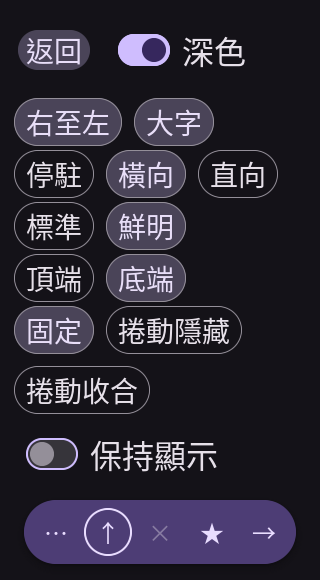 返回 深色
右至左 大字
停駐 橫向 直向
標準 鮮明
頂端 底端
固定 捲動隱藏
捲動收合
保持顯示